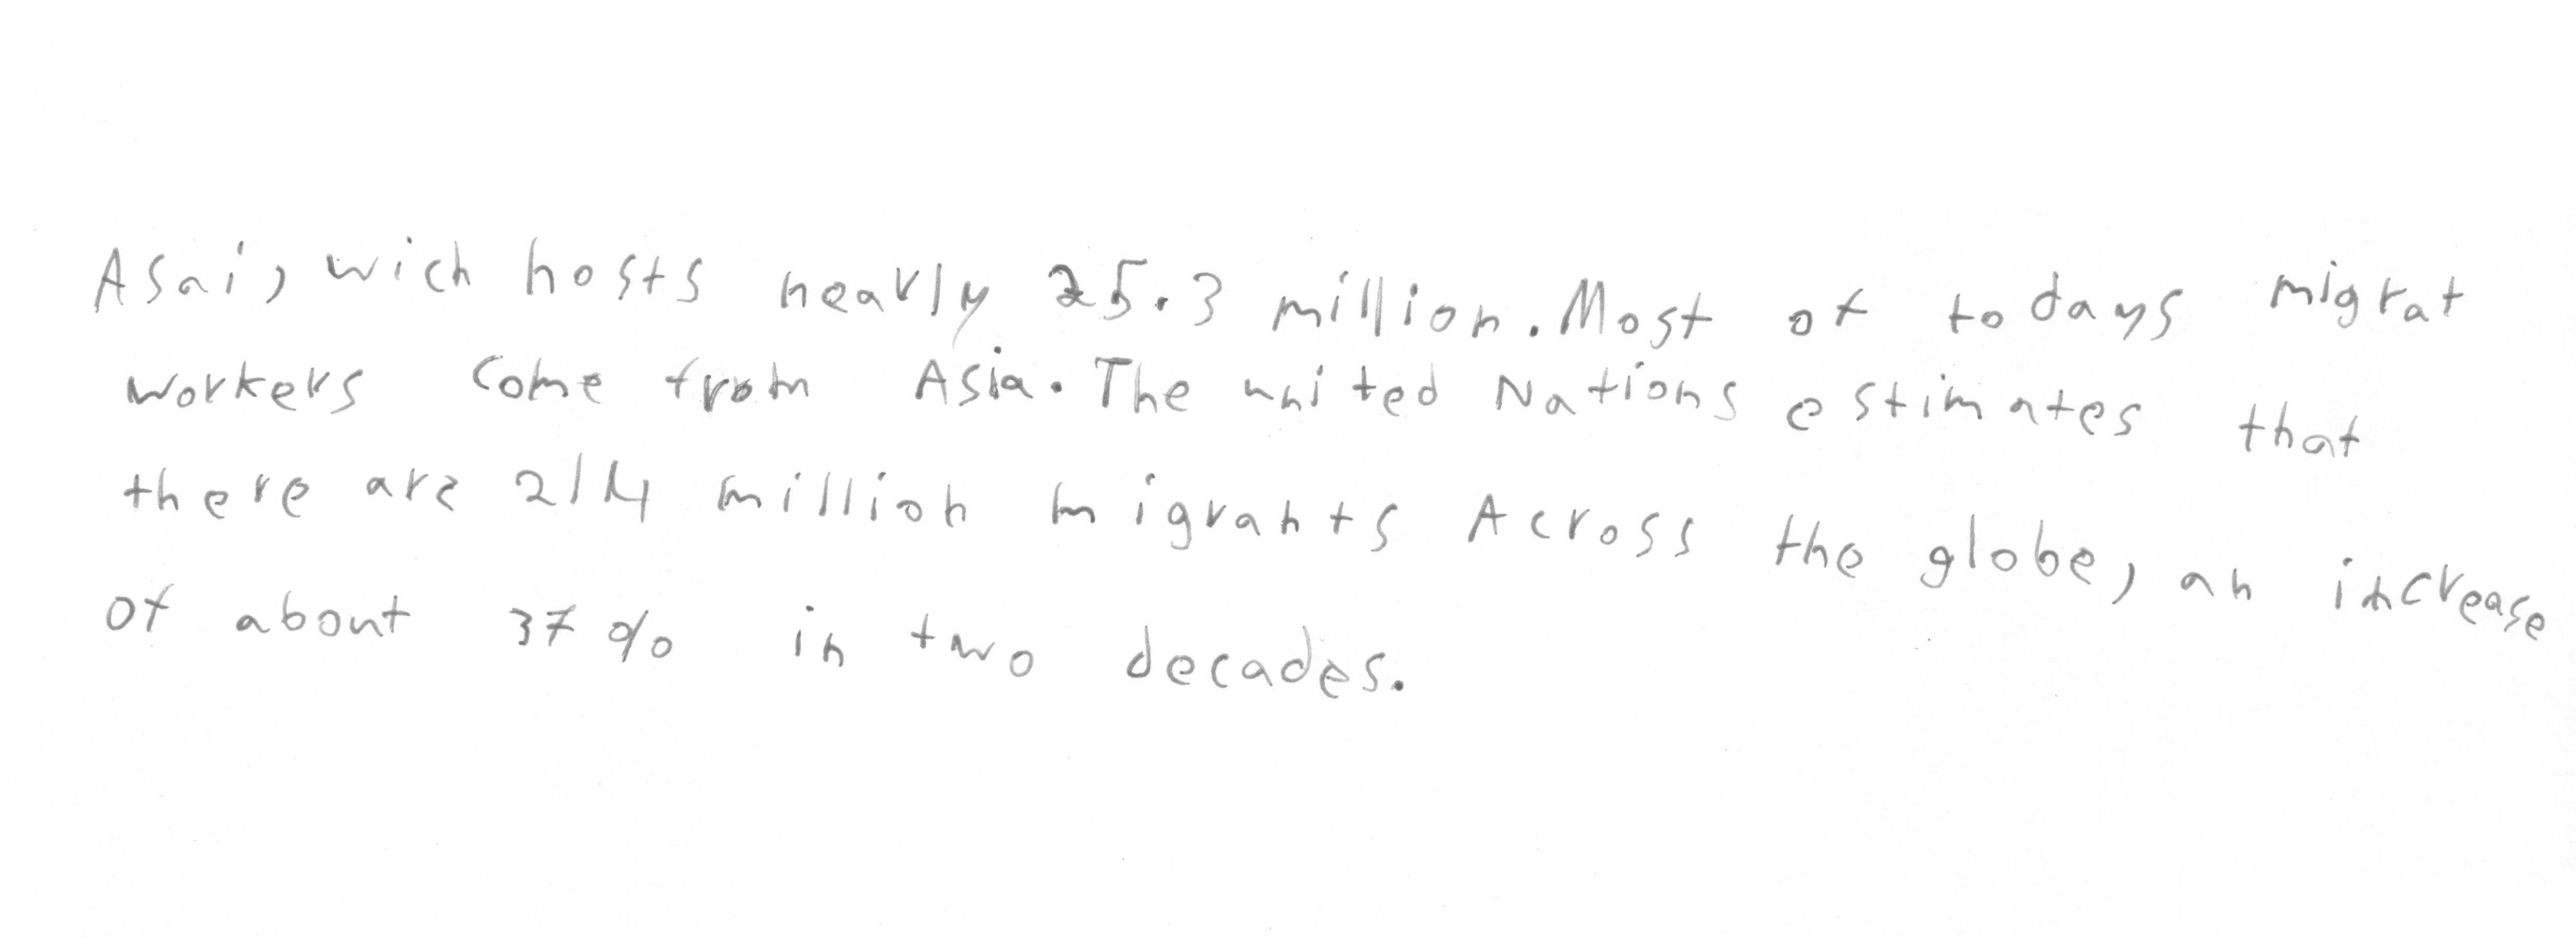 Asai, wich hosts nearly 25.3 million. Most of todays migrat
workers come from Asia. The united Nations estimates that
there are 214 million migrants Across the globe, an increase
of about 37% in two decades.